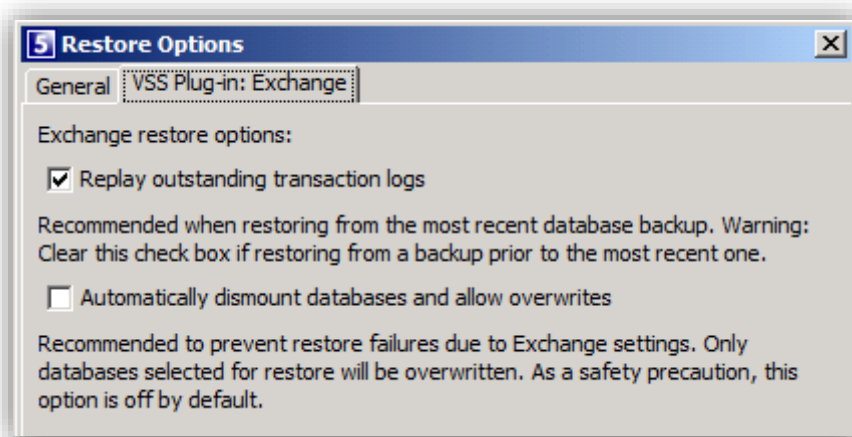 5 Restore Options
General VSS Plug-in: Exchange
Exchange restore options:
Replay outstanding transaction logs
Recommended when restoring from the most recent database backup. Warning:
Clear this check box if restoring from a backup prior to the most recent one.
Automatically dismount databases and allow overwrites
Recommended to prevent restore failures due to Exchange settings. Only
databases selected for restore will be overwritten. As a safety precaution, this
option is off by default.